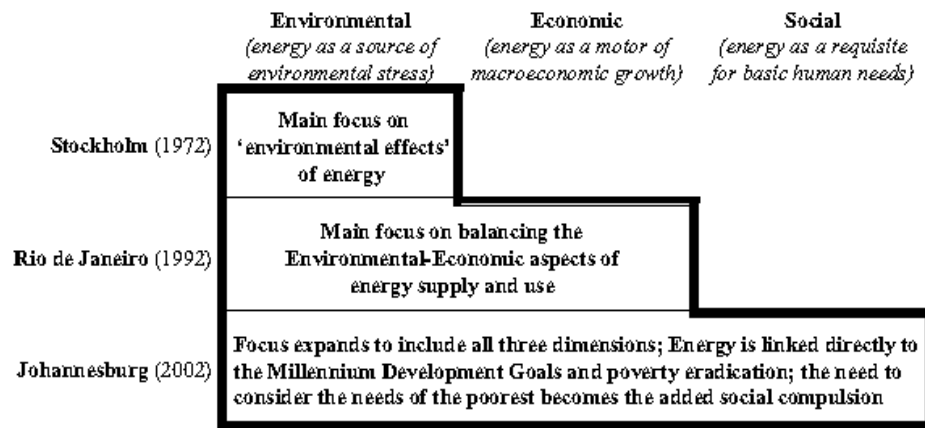 Environmental Economic Social
(energy as a source of (energy as a motor of (energy as a requisite
environmental stress) macroeconomic growth) for basic human needs)
Main focus on
Stockholm (1972) ‘environmental effects’
of energy
Main focus on balancing the
Rio de Janeiro (1992) Environmental-Economic aspects of
energy supply and use
Focus expands to include all three dimensions; Energy is linked directly to
Johannesburg (2002) the Millennium Development Goals and poverty eradication; the need to
consider the needs of the poorest becomes the added social compulsion